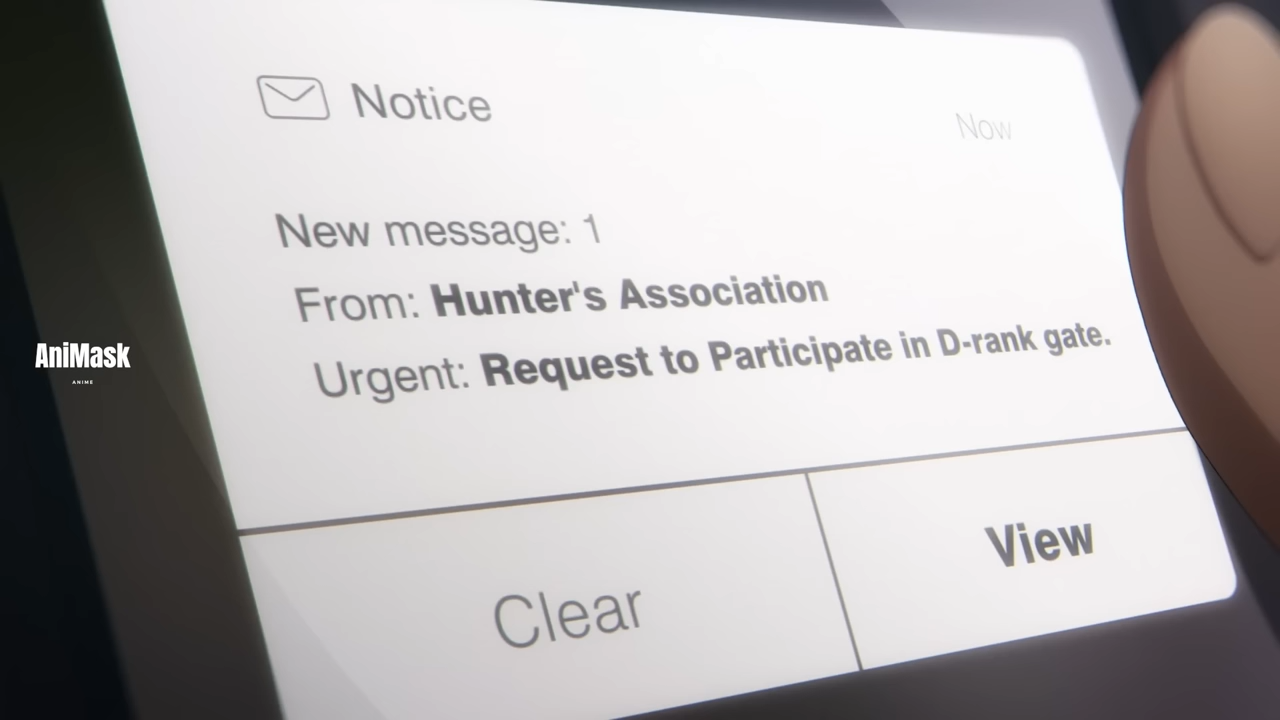 Notice
Now
New message: 1
From: Hunter's Association
Urgent: Request to Participate in D-rank gate.
Clear
View
AniMask
ANIME